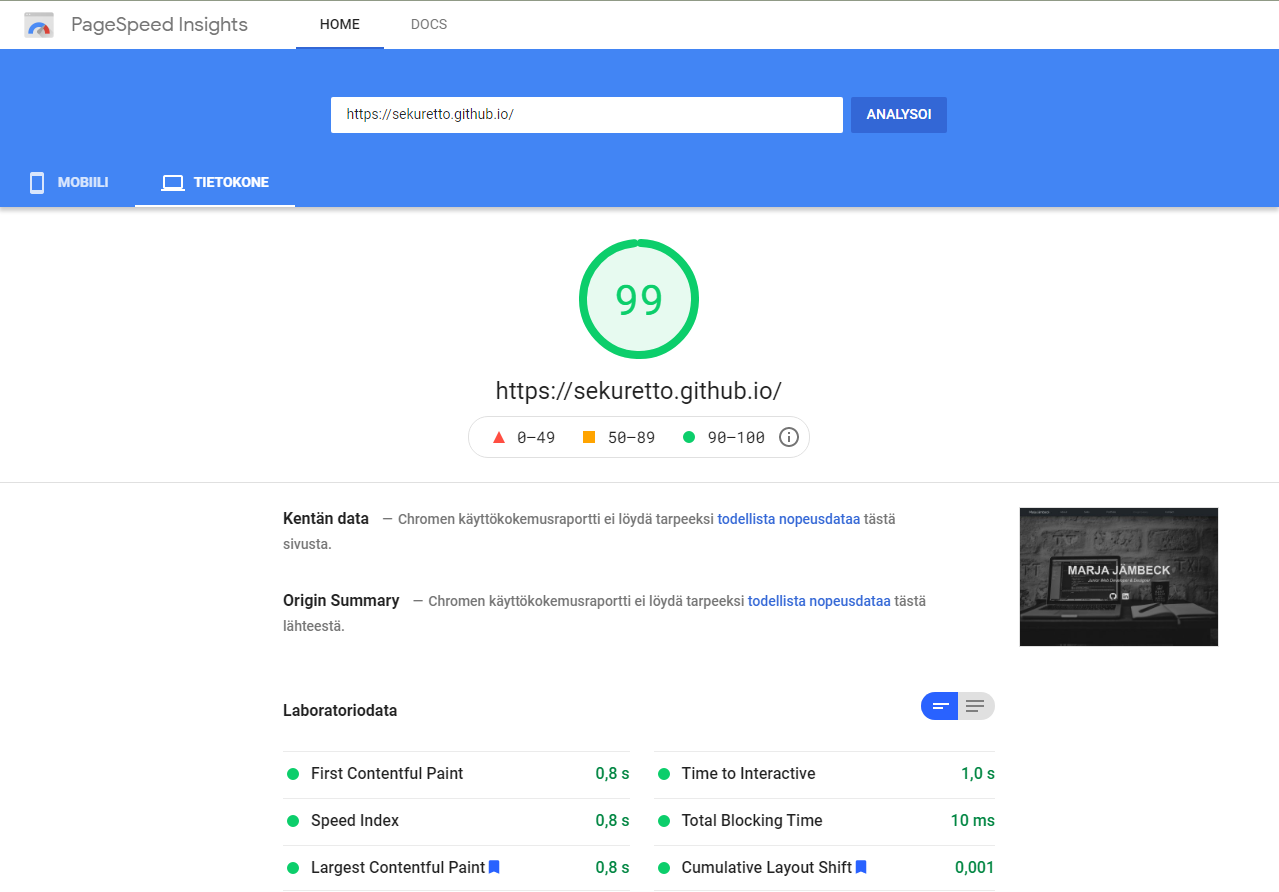 PageSpeed Insights HOME DOCS
https://sekuretto.github.io/ ANALYSOI
MOBIILI TIETOKONE
99
https://sekuretto.github.io/
0–49 50–89 90–100
Kentän data — Chromen käyttökokemusraportti ei löydä tarpeeksi todellista nopeusdataa tästä
sivusta.
Origin Summary — Chromen käyttökokemusraportti ei löydä tarpeeksi todellista nopeusdataa tästä
lähteestä.
MARJA JÄMBECK
Junior Web Developer & Designer
Laboratoriodata
First Contentful Paint 0,8 s
Time to Interactive 1,0 s
Speed Index 0,8 s
Total Blocking Time 10 ms
Largest Contentful Paint 0,8 s
Cumulative Layout Shift 0,001